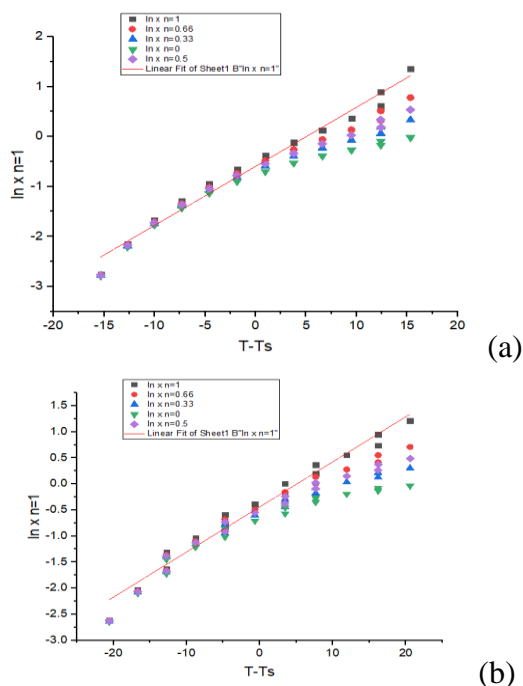 ln x n=1
ln x n=0.66
ln x n=0.33
ln x n=0
ln x n=0.5
Linear Fit of Sheet1 B"ln x n=1"
2
1
0
-1
-2
-3
ln x n=1
-20 -15 -10 -5 0 5 10 15 20
T-Ts
(a)
ln x n=1
ln x n=0.66
ln x n=0.33
ln x n=0
ln x n=0.5
Linear Fit of Sheet1 B"ln x n=1"
1.5
1.0
0.5
0.0
-0.5
-1.0
-1.5
-2.0
-2.5
-3.0
ln x n=1
-20 -10 0 10 20
T-Ts
(b)